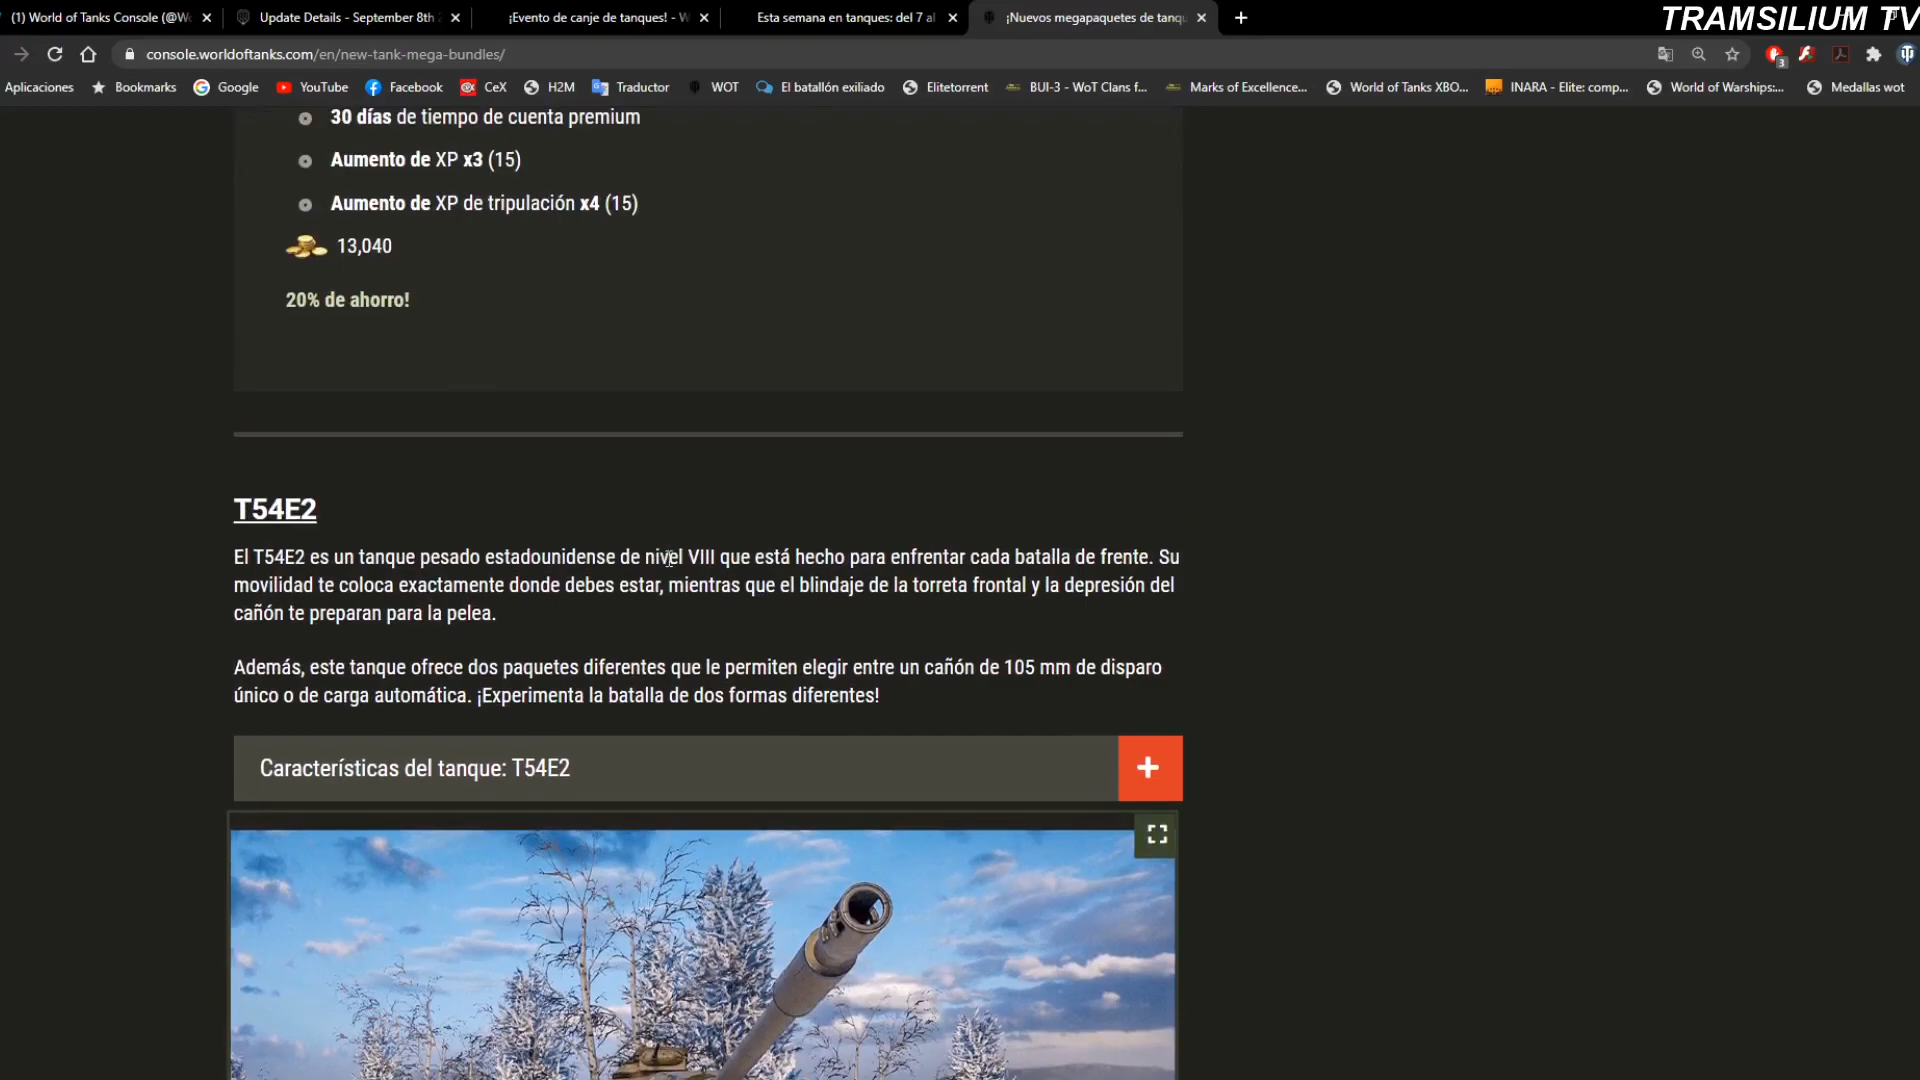 TRAMSILIUM TV
(1) World of Tanks Console (@Wo
Update Details - September 8th 2
¡Evento de canje de tanques! - W
Esta semana en tanques: del 7 al
¡Nuevos megapaquetes de tanqu
console.worldoftanks.com/en/new-tank-mega-bundles/
3
Aplicaciones
Bookmarks
Google
YouTube
Facebook
CeX
H2M
Traductor
WOT
El batallón exiliado
Elitetorrent
BUI-3 - WoT Clans f...
Marks of Excellence...
World of Tanks XBO...
INARA - Elite: comp...
World of Warships:...
Medallas wot
30 días de tiempo de cuenta premium
Aumento de XP x3 (15)
Aumento de XP de tripulación x4 (15)
13,040
20% de ahorro!
T54E2
El T54E2 es un tanque pesado estadounidense de nivel VIII que está hecho para enfrentar cada batalla de frente. Su
movilidad te coloca exactamente donde debes estar, mientras que el blindaje de la torreta frontal y la depresión del
cañón te preparan para la pelea.
Además, este tanque ofrece dos paquetes diferentes que le permiten elegir entre un cañón de 105 mm de disparo
único o de carga automática. ¡Experimenta la batalla de dos formas diferentes!
Características del tanque: T54E2